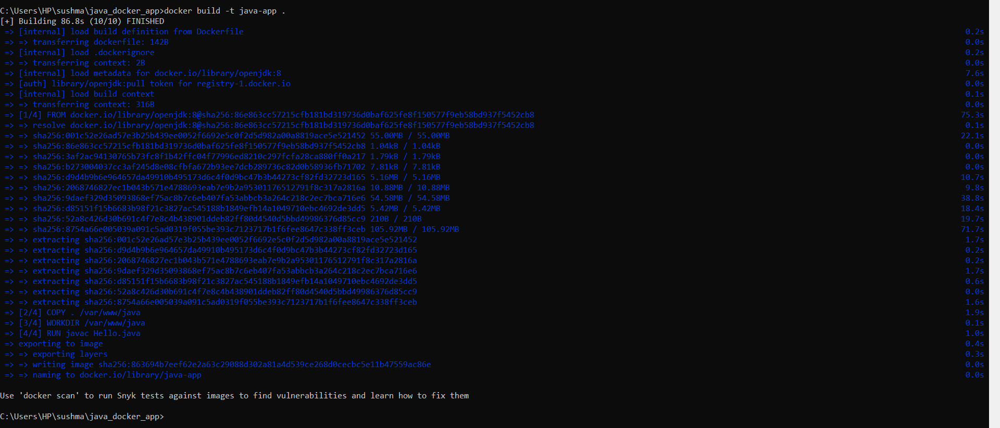 C:\Users\HP\sushma\java_docker_app>docker build -t java-app .
[+] Building 86.8s (10/10) FINISHED
=> [internal] load build definition from Dockerfile 0.2s
=> => transferring dockerfile: 142B 0.0s
=> [internal] load .dockerignore 0.2s
=> => transferring context: 2B 0.0s
=> [internal] load metadata for docker.io/library/openjdk:8 7.6s
=> [auth] library/openjdk:pull token for registry-1.docker.io 0.0s
=> [internal] load build context 0.1s
=> => transferring context: 316B 0.0s
=> [1/4] FROM docker.io/library/openjdk:8@sha256:86e863cc57215cfb181bd319736d0baf625fe8f150577f9eb58bd937f5452cb8 75.3s
=> => resolve docker.io/library/openjdk:8@sha256:86e863cc57215cfb181bd319736d0baf625fe8f150577f9eb58bd937f5452cb8 0.1s
=> => sha256:001c52e26ad57e3b25b439ee0052f6692e5c0f2d5d982a00a8819ace5e521452 55.00MB / 55.00MB 22.1s
=> => sha256:86e863cc57215cfb181bd319736d0baf625fe8f150577f9eb58bd937f5452cb8 1.04kB / 1.04kB 0.0s
=> => sha256:3af2ac94130765b73fc8f1b42ffc04f77996ed8210c297fcfa28ca880ff0a217 1.79kB / 1.79kB 0.0s
=> => sha256:b273004037cc3af245d8e08cfbfa672b93ee7dcb289736c82d0b58936fb71702 7.81kB / 7.81kB 0.0s
=> => sha256:d9d4b9b6e964657da49910b495173d6c4f0d9bc47b3b44273cf82fd32723d165 5.16MB / 5.16MB 10.7s
=> => sha256:2068746827ec1b043b571e4788693eab7e9b2a95301176512791f8c317a2816a 10.88MB / 10.88MB 9.8s
=> => sha256:9daef329d35093868ef75ac8b7c6eb407fa53abbcb3a264c218c2ec7bca716e6 54.58MB / 54.58MB 38.8s
=> => sha256:d85151f15b6683b98f21c3827ac545188b1849efb14a1049710ebc4692de3dd5 5.42MB / 5.42MB 18.4s
=> => sha256:52a8c426d30b691c4f7e8c4b438901ddeb82ff80d4540d5bbd49986376d85cc9 210B / 210B 19.7s
=> => sha256:8754a66e005039a091c5ad0319f055be393c7123717b1f6fee8647c338ff3ceb 105.92MB / 105.92MB 71.7s
=> => extracting sha256:001c52e26ad57e3b25b439ee0052f6692e5c0f2d5d982a00a8819ace5e521452 1.7s
=> => extracting sha256:d9d4b9b6e964657da49910b495173d6c4f0d9bc47b3b44273cf82fd32723d165 0.2s
=> => extracting sha256:2068746827ec1b043b571e4788693eab7e9b2a95301176512791f8c317a2816a 0.2s
=> => extracting sha256:9daef329d35093868ef75ac8b7c6eb407fa53abbcb3a264c218c2ec7bca716e6 1.7s
=> => extracting sha256:d85151f15b6683b98f21c3827ac545188b1849efb14a1049710ebc4692de3dd5 0.6s
=> => extracting sha256:52a8c426d30b691c4f7e8c4b438901ddeb82ff80d4540d5bbd49986376d85cc9 0.0s
=> => extracting sha256:8754a66e005039a091c5ad0319f055be393c7123717b1f6fee8647c338ff3ceb 1.6s
=> [2/4] COPY . /var/www/java 1.9s
=> [3/4] WORKDIR /var/www/java 0.1s
=> [4/4] RUN javac Hello.java 1.0s
=> exporting to image 0.4s
=> => exporting layers 0.3s
=> => writing image sha256:863694b7eef62e2a63c29088d302a81a4d539ce268d0cecbc5e11b47559ac86e 0.0s
=> => naming to docker.io/library/java-app 0.0s
Use 'docker scan' to run Snyk tests against images to find vulnerabilities and learn how to fix them
C:\Users\HP\sushma\java_docker_app>